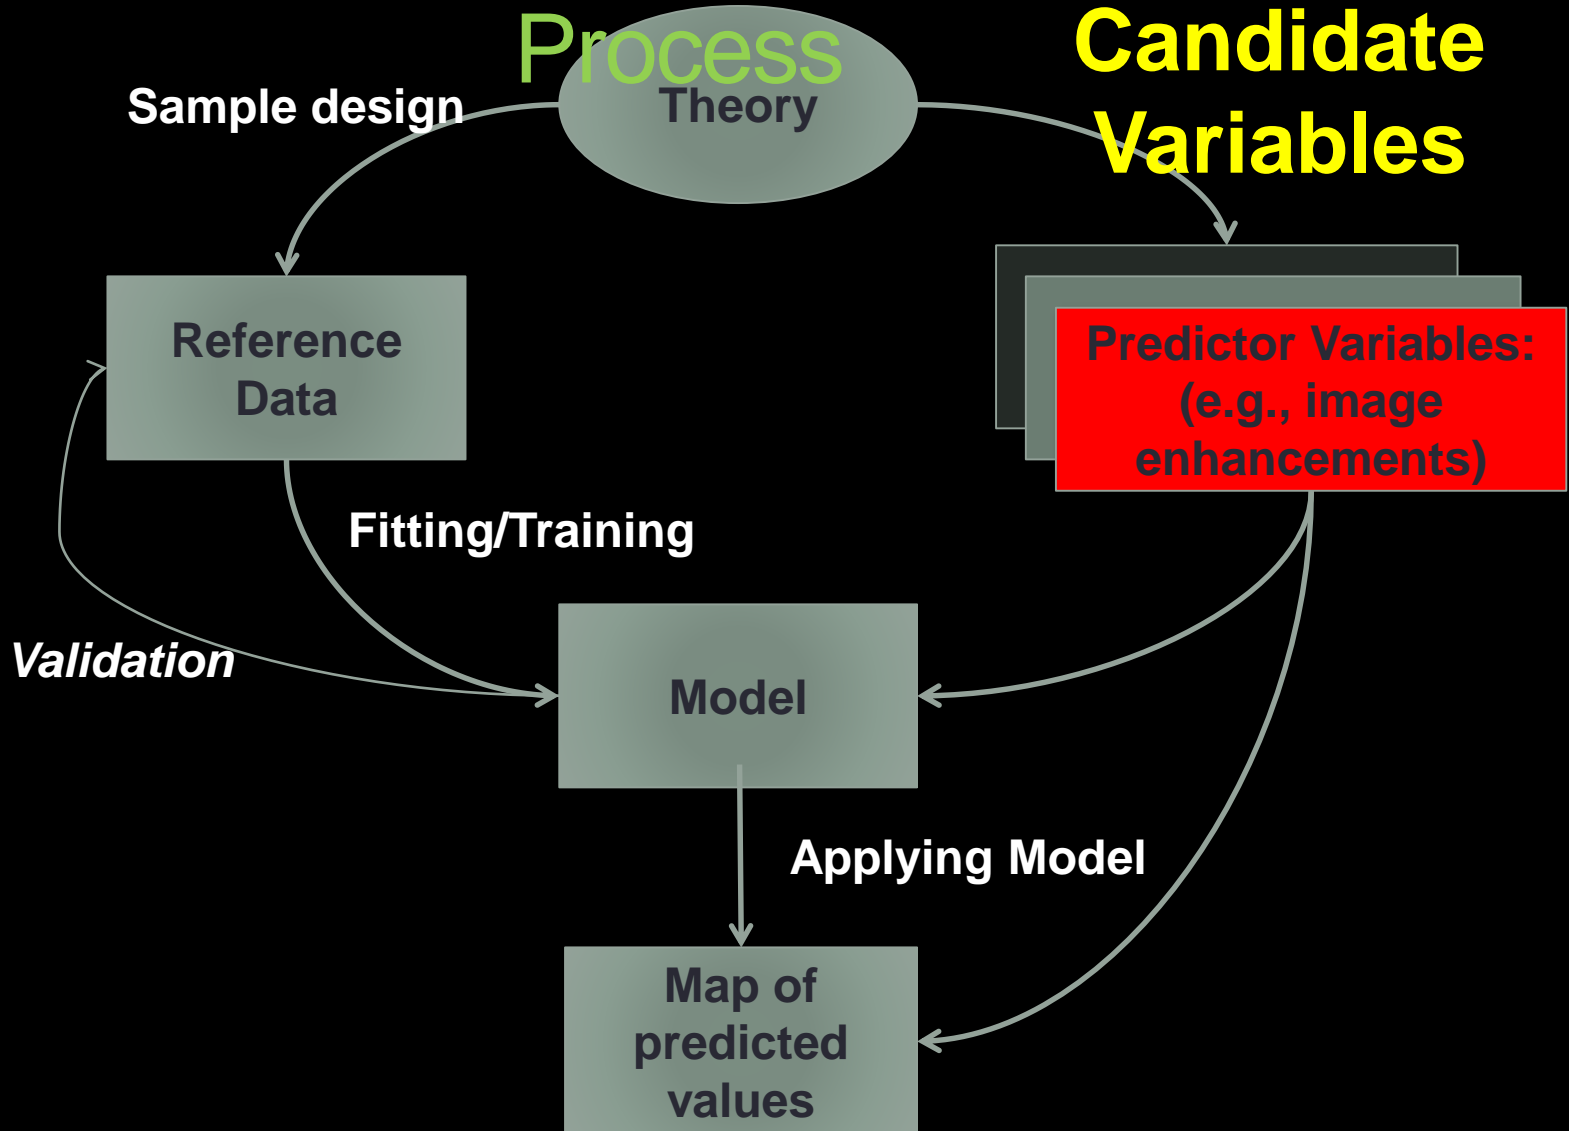 Process
Candidate
Variables
Sample design
Theory
Reference
Data
Predictor Variables:
(e.g., image
enhancements)
Fitting/Training
Validation
Model
Applying Model
Map of
predicted
values